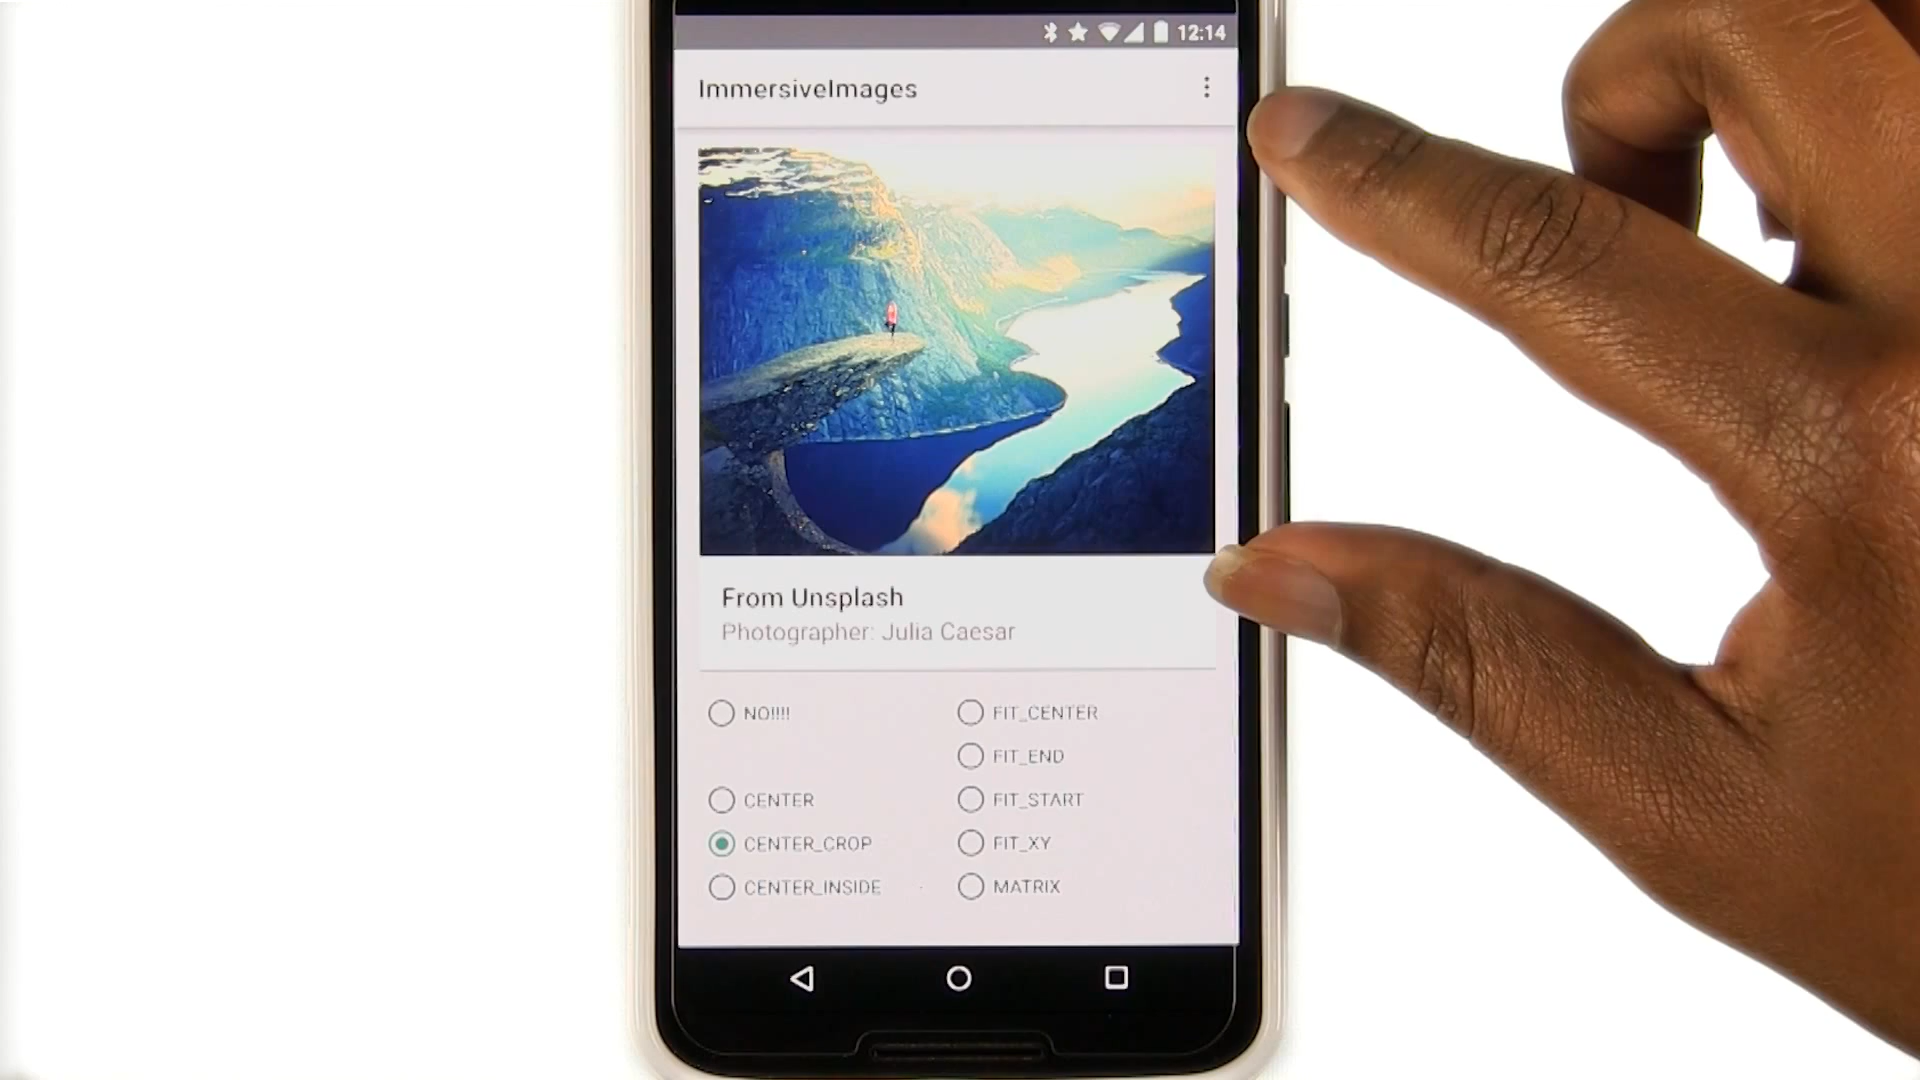 12:14
ImmersiveImages
From Unsplash
Photographer: Julia Caesar
NO!!!!
CENTER
CENTER_CROP
CENTER_INSIDE
FIT_CENTER
FIT_END
FIT_START
FIT_XY
MATRIX